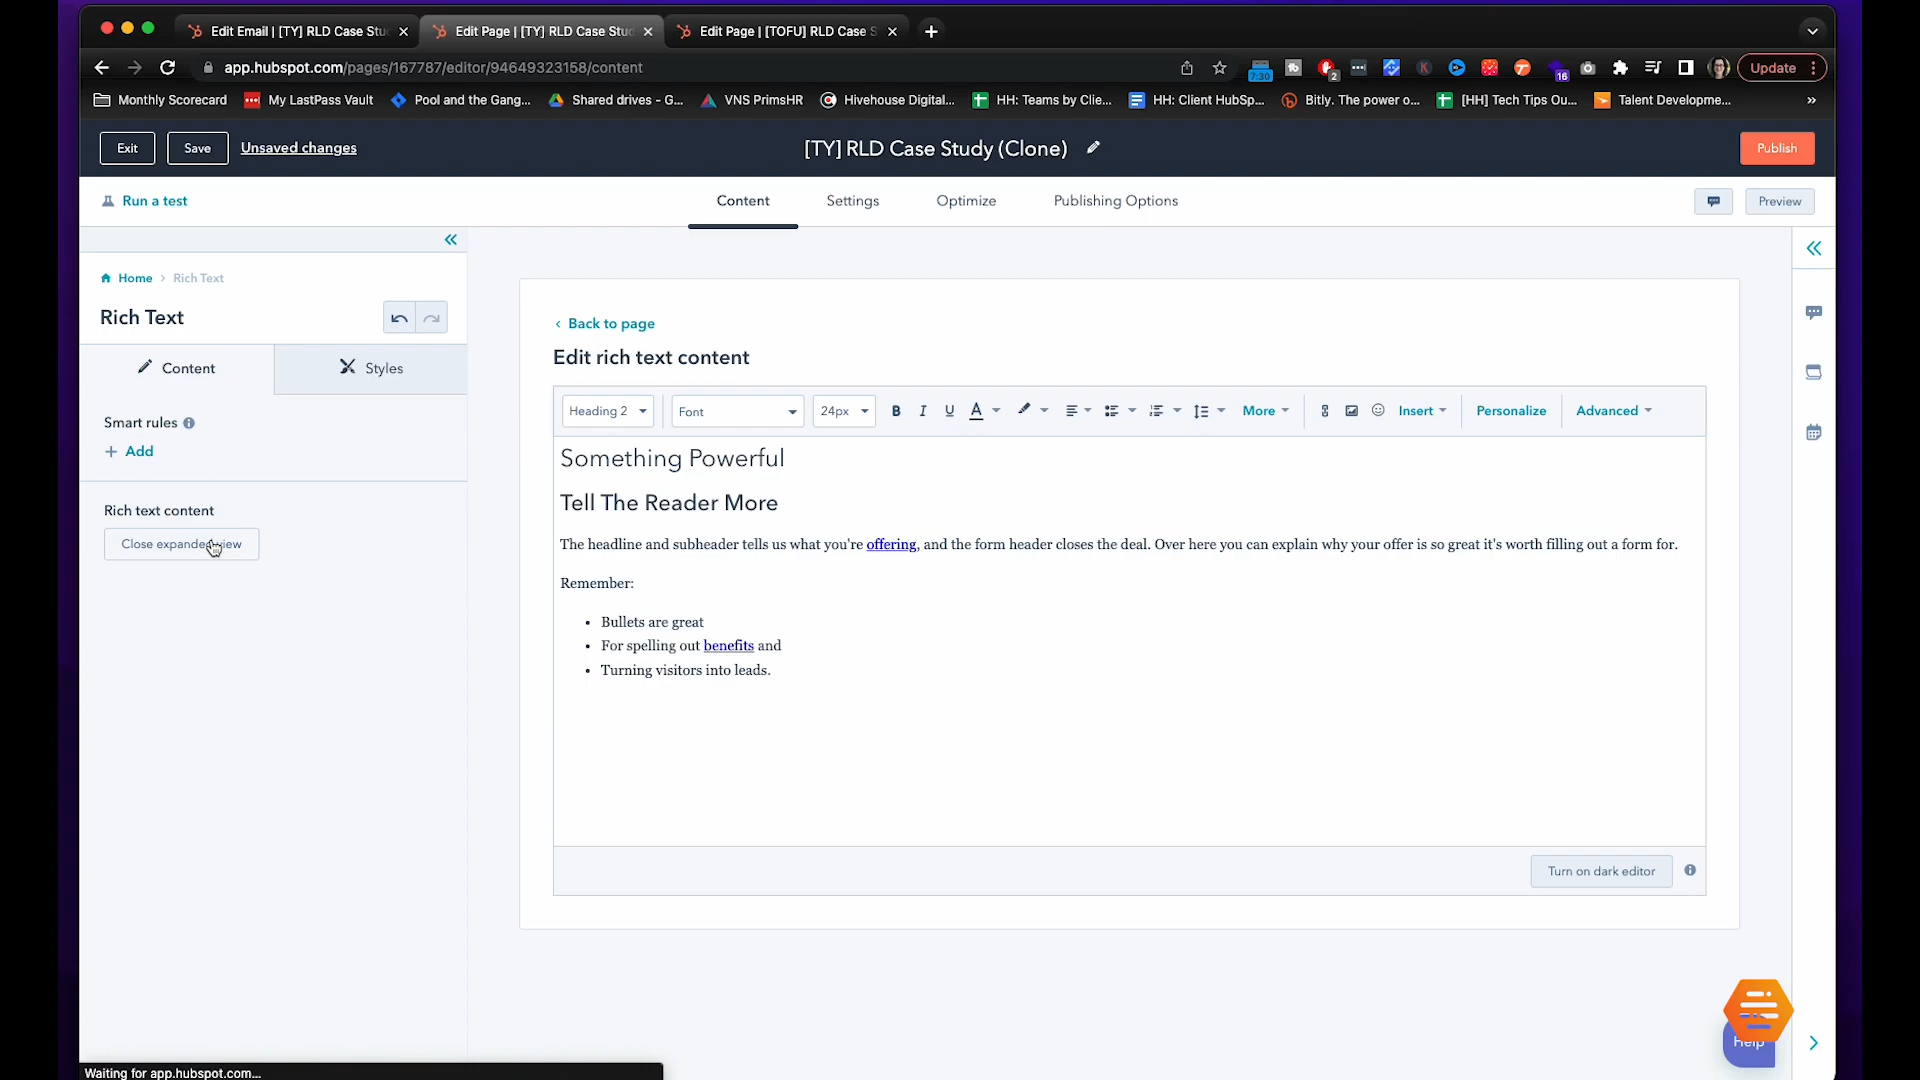 Edit Email | [TY] RLD Case Stu
Edit Page | [TY] RLD Case Stud
Edit Page | [TOFU] RLD Case S
app.hubspot.com/pages/167787/editor/94649323158/content
7:30
2
16
Update
Monthly Scorecard
My LastPass Vault
Pool and the Gang...
Shared drives - G...
VNS PrimsHR
Hivehouse Digital...
HH: Teams by Clie...
HH: Client HubSp...
Bitly. The power o...
[HH] Tech Tips Ou...
Talent Developme...
»
Exit
Save
Unsaved changes
[TY] RLD Case Study (Clone)
Publish
Run a test
Content
Settings
Optimize
Publishing Options
Preview
Home > Rich Text
Rich Text
Content
Styles
Smart rules
+ Add
Rich text content
Close expanded view
‹ Back to page
Edit rich text content
Heading 2
Font
24px
B
I
U
A
More
Insert
Personalize
Advanced
Something Powerful
Tell The Reader More
The headline and subheader tells us what you're offering, and the form header closes the deal. Over here you can explain why your offer is so great it's worth filling out a form for.
Remember:
• Bullets are great
• For spelling out benefits and
• Turning visitors into leads.
Turn on dark editor
Help
Waiting for app.hubspot.com...